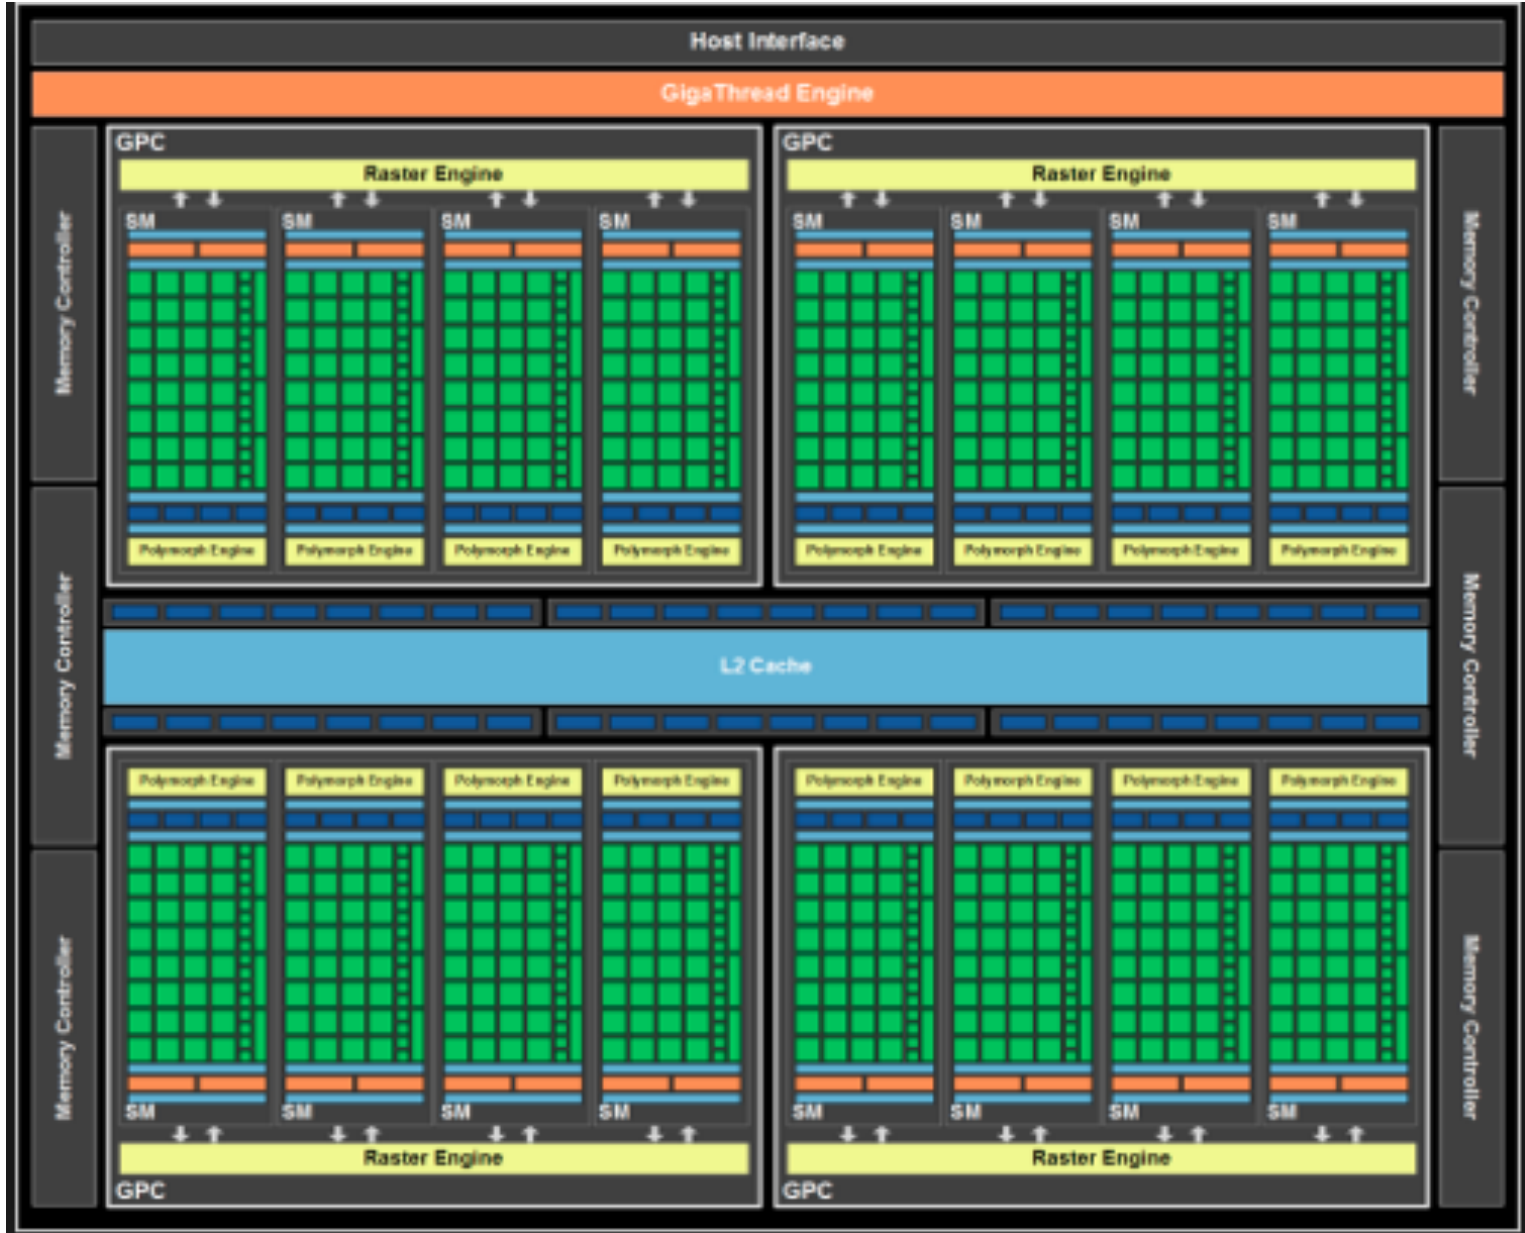 Host Interface
GigaThread Engine
GPC
GPC
Raster Engine
Raster Engine
SM
SM
SM
SM
SM
SM
SM
SM
Memory Controller
Memory Controller
Polymorph Engine
Polymorph Engine
Polymorph Engine
Polymorph Engine
Polymorph Engine
Polymorph Engine
Polymorph Engine
Polymorph Engine
Memory Controller
L2 Cache
Memory Controller
Polymorph Engine
Polymorph Engine
Polymorph Engine
Polymorph Engine
Polymorph Engine
Polymorph Engine
Polymorph Engine
Polymorph Engine
Memory Controller
Memory Controller
SM
SM
SM
SM
SM
SM
SM
SM
Raster Engine
Raster Engine
GPC
GPC